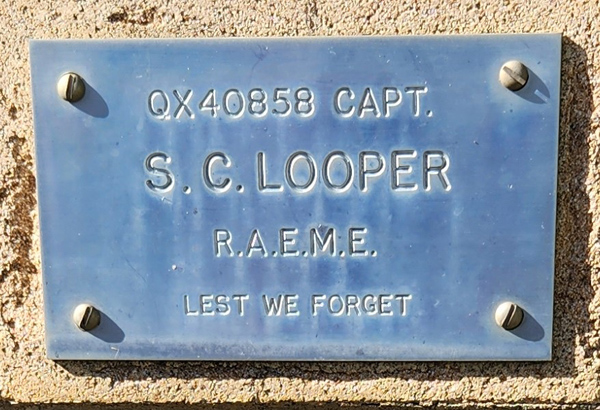 QX40858 CAPT.
S. C. LOOPER
R.A.E.M.E.
LEST WE FORGET